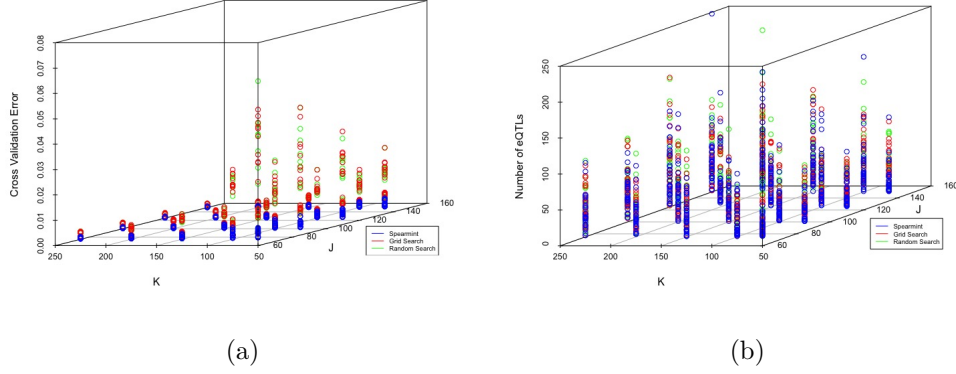 0.00 0.01 0.02 0.03 0.04 0.05 0.06 0.07 0.08
Cross Validation Error
250 200 150 100 50
K
60 80 100 120 140 160
J
Spearmint
Grid Search
Random Search
(a)
0 50 100 150 200 250
Number of eQTLs
250 200 150 100 50
K
60 80 100 120 140 160
J
Spearmint
Grid Search
Random Search
(b)